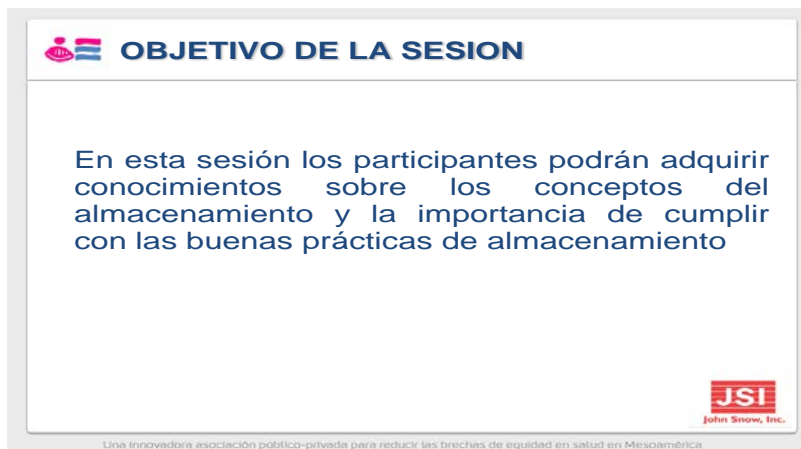 OBJETIVO DE LA SESION
En esta sesión los participantes podrán adquirir
conocimientos sobre los conceptos del
almacenamiento y la importancia de cumplir
con las buenas prácticas de almacenamiento
JSI
John Snow, Inc.
Una innovadora asociación público-privada para reducir las brechas de equidad en salud en Mesoamérica